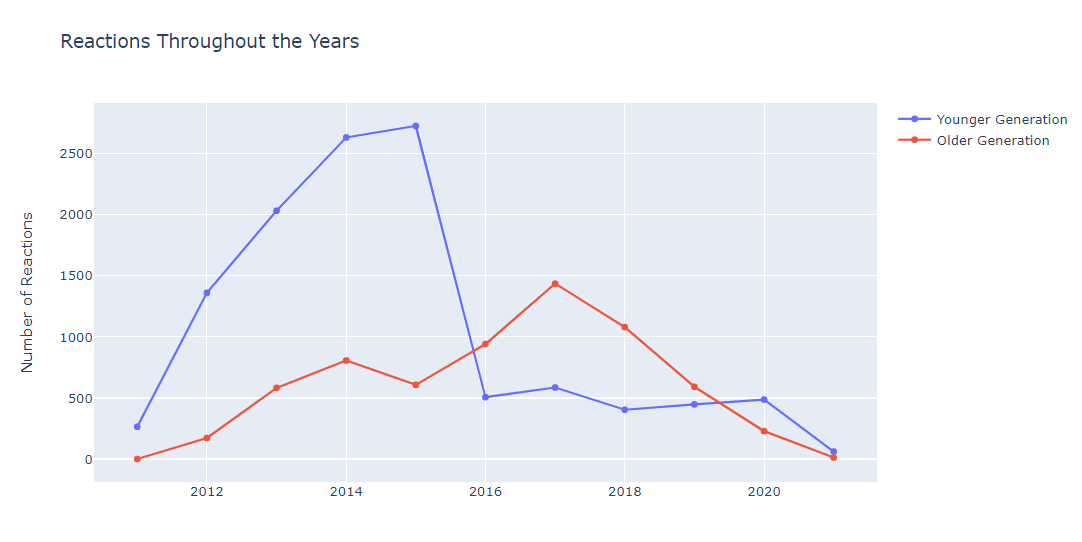 Reactions Throughout the Years
Younger Generation
Older Generation
Number of Reactions
2500
2000
1500
1000
500
0
2012
2014
2016
2018
2020